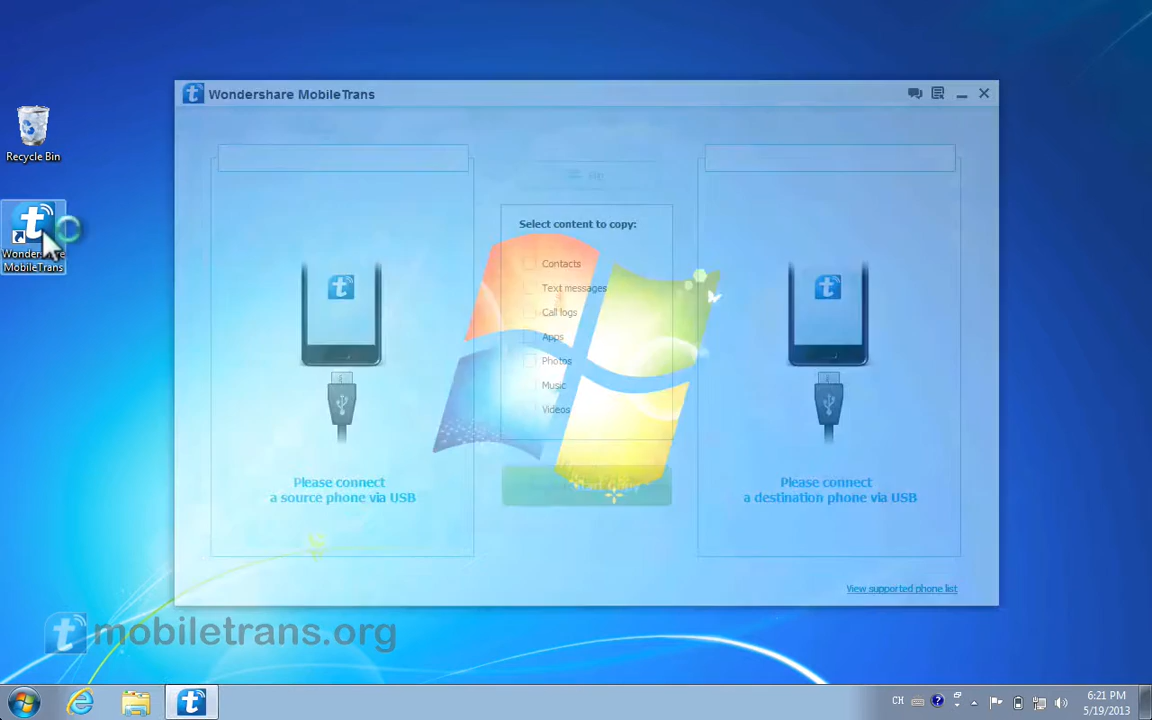 Wondershare MobileTrans
Recycle Bin
Wondershare
MobileTrans
Select content to copy:
Contacts
Text messages
Call logs
Apps
Photos
Music
Videos
Please connect
a source phone via USB
Please connect
a destination phone via USB
View supported phone list
mobiletrans.org
CH
6:21 PM
5/19/2013